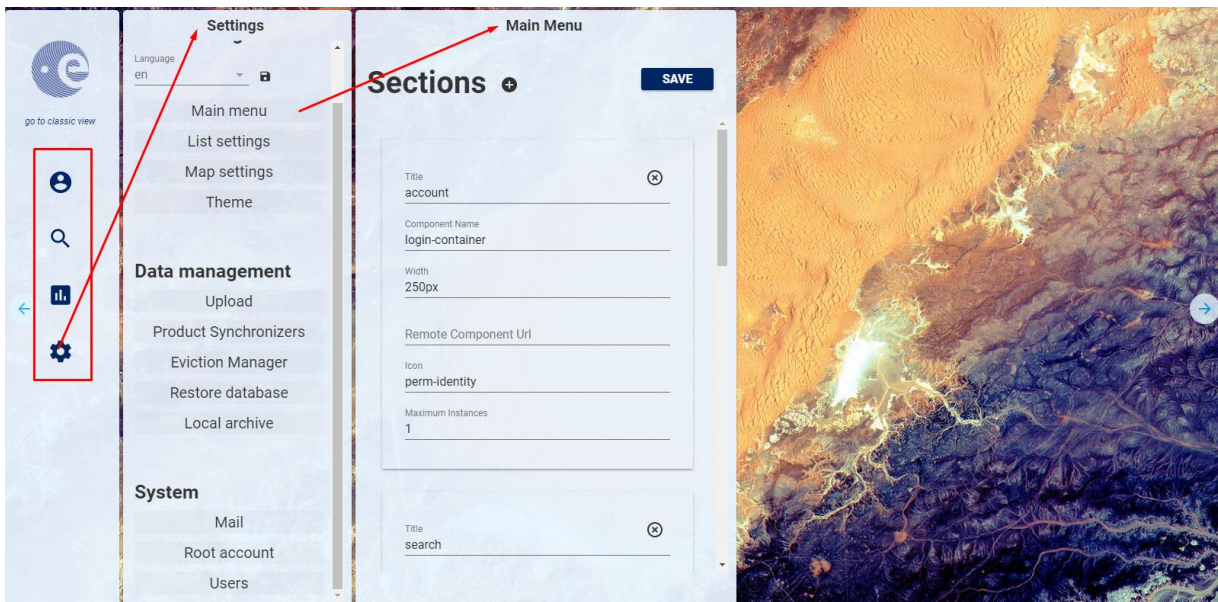 go to classic view
Settings
Language
en
Main menu
List settings
Map settings
Theme
Data management
Upload
Product Synchronizers
Eviction Manager
Restore database
Local archive
System
Mail
Root account
Users
Main Menu
Sections
SAVE
Title
account
Component Name
login-container
Width
250px
Remote Component Url
Icon
perm-identity
Maximum Instances
1
Title
search